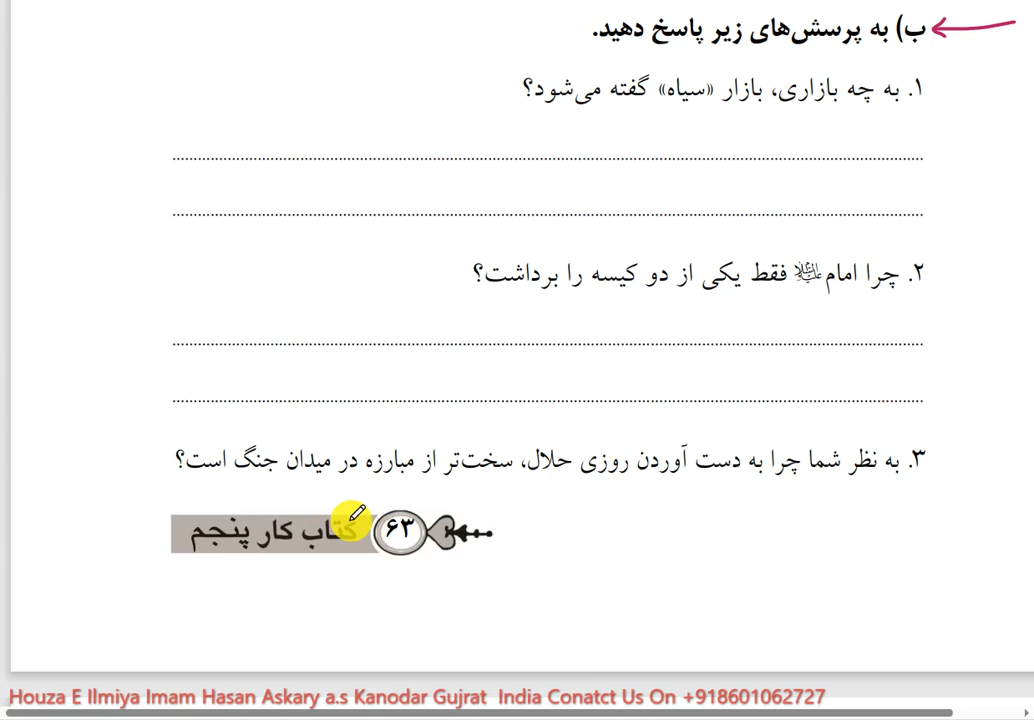 ب) به پرسش‌های زیر پاسخ دهید.
۱. به چه بازاری، بازار «سیاه» گفته می‌شود؟
۲. چرا امام علیه‌السلام فقط یکی از دو کیسه را برداشت؟
۳. به نظر شما چرا به دست آوردن روزی حلال، سخت‌تر از مبارزه در میدان جنگ است؟
۶۳ کتاب کار پنجم
Houza E Ilmiya Imam Hasan Askary a.s Kanodar Gujrat India Conatct Us On +918601062727